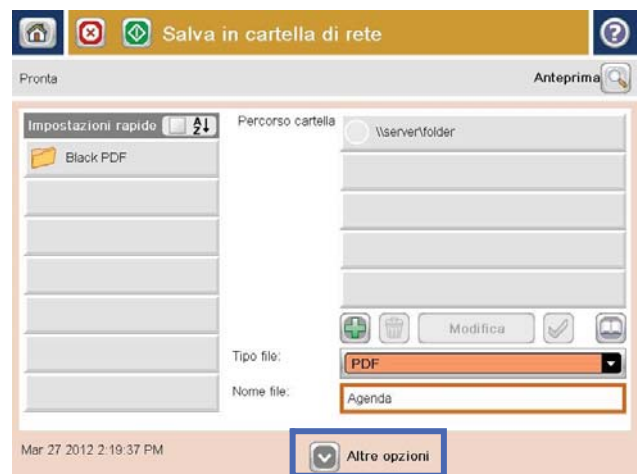 Salva in cartella di rete
Pronta
Anteprima
Impostazioni rapide
Percorso cartella
\\server\folder
Black PDF
Modifica
Tipo file:
PDF
Nome file:
Agenda
Mar 27 2012 2:19:37 PM
Altre opzioni